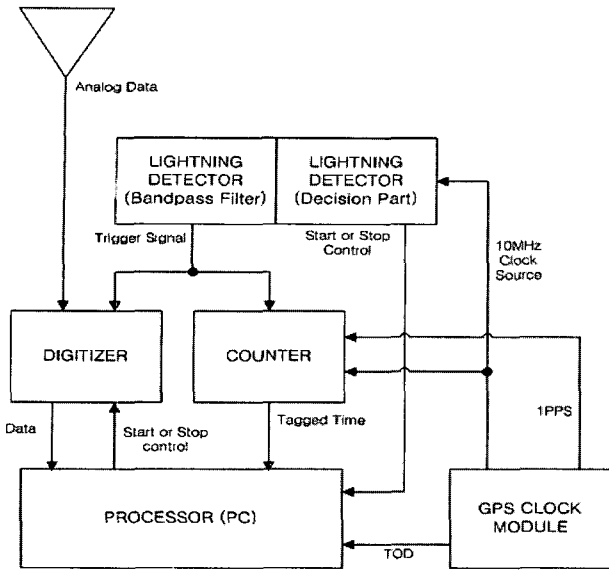 Analog Data
LIGHTNING
DETECTOR
(Bandpass Filter)
LIGHTNING
DETECTOR
(Decision Part)
Trigger Signal
Start or Stop
Control
10MHz
Clock
Source
DIGITIZER
COUNTER
1PPS
Data
Start or Stop
control
Tagged Time
PROCESSOR (PC)
GPS CLOCK
MODULE
TOD